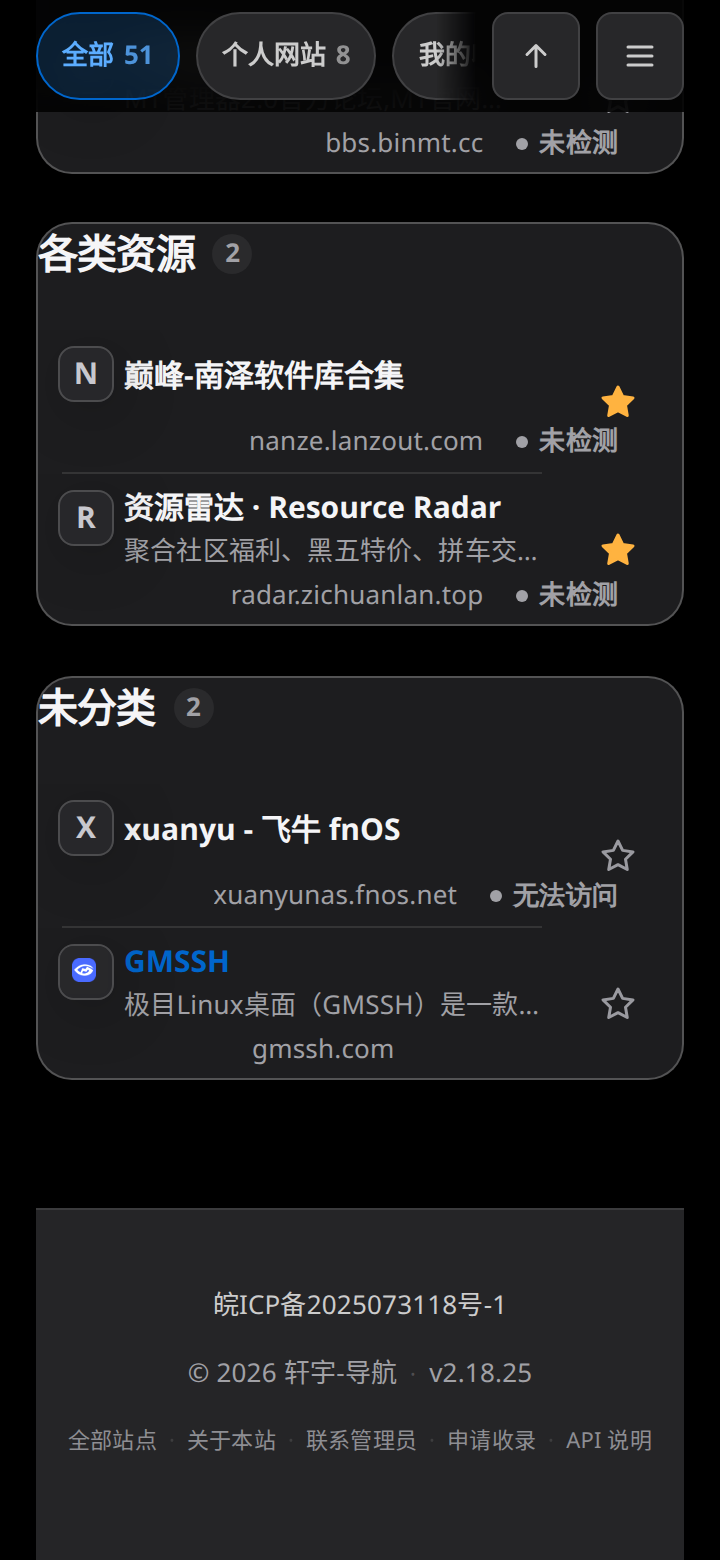 全部 51
个人网站 8
我的
bbs.binmt.cc
未检测
各类资源 2
N
巅峰-南泽软件库合集
nanze.lanzout.com
未检测
R
资源雷达 · Resource Radar
聚合社区福利、黑五特价、拼车交...
radar.zichuanlan.top
未检测
未分类 2
X
xuanyu - 飞牛 fnOS
xuanyunas.fnos.net
无法访问
GMSSH
极目Linux桌面（GMSSH）是一款...
gmssh.com
皖ICP备2025073118号-1
© 2026 轩宇-导航 · v2.18.25
全部站点 · 关于本站 · 联系管理员 · 申请收录 · API 说明